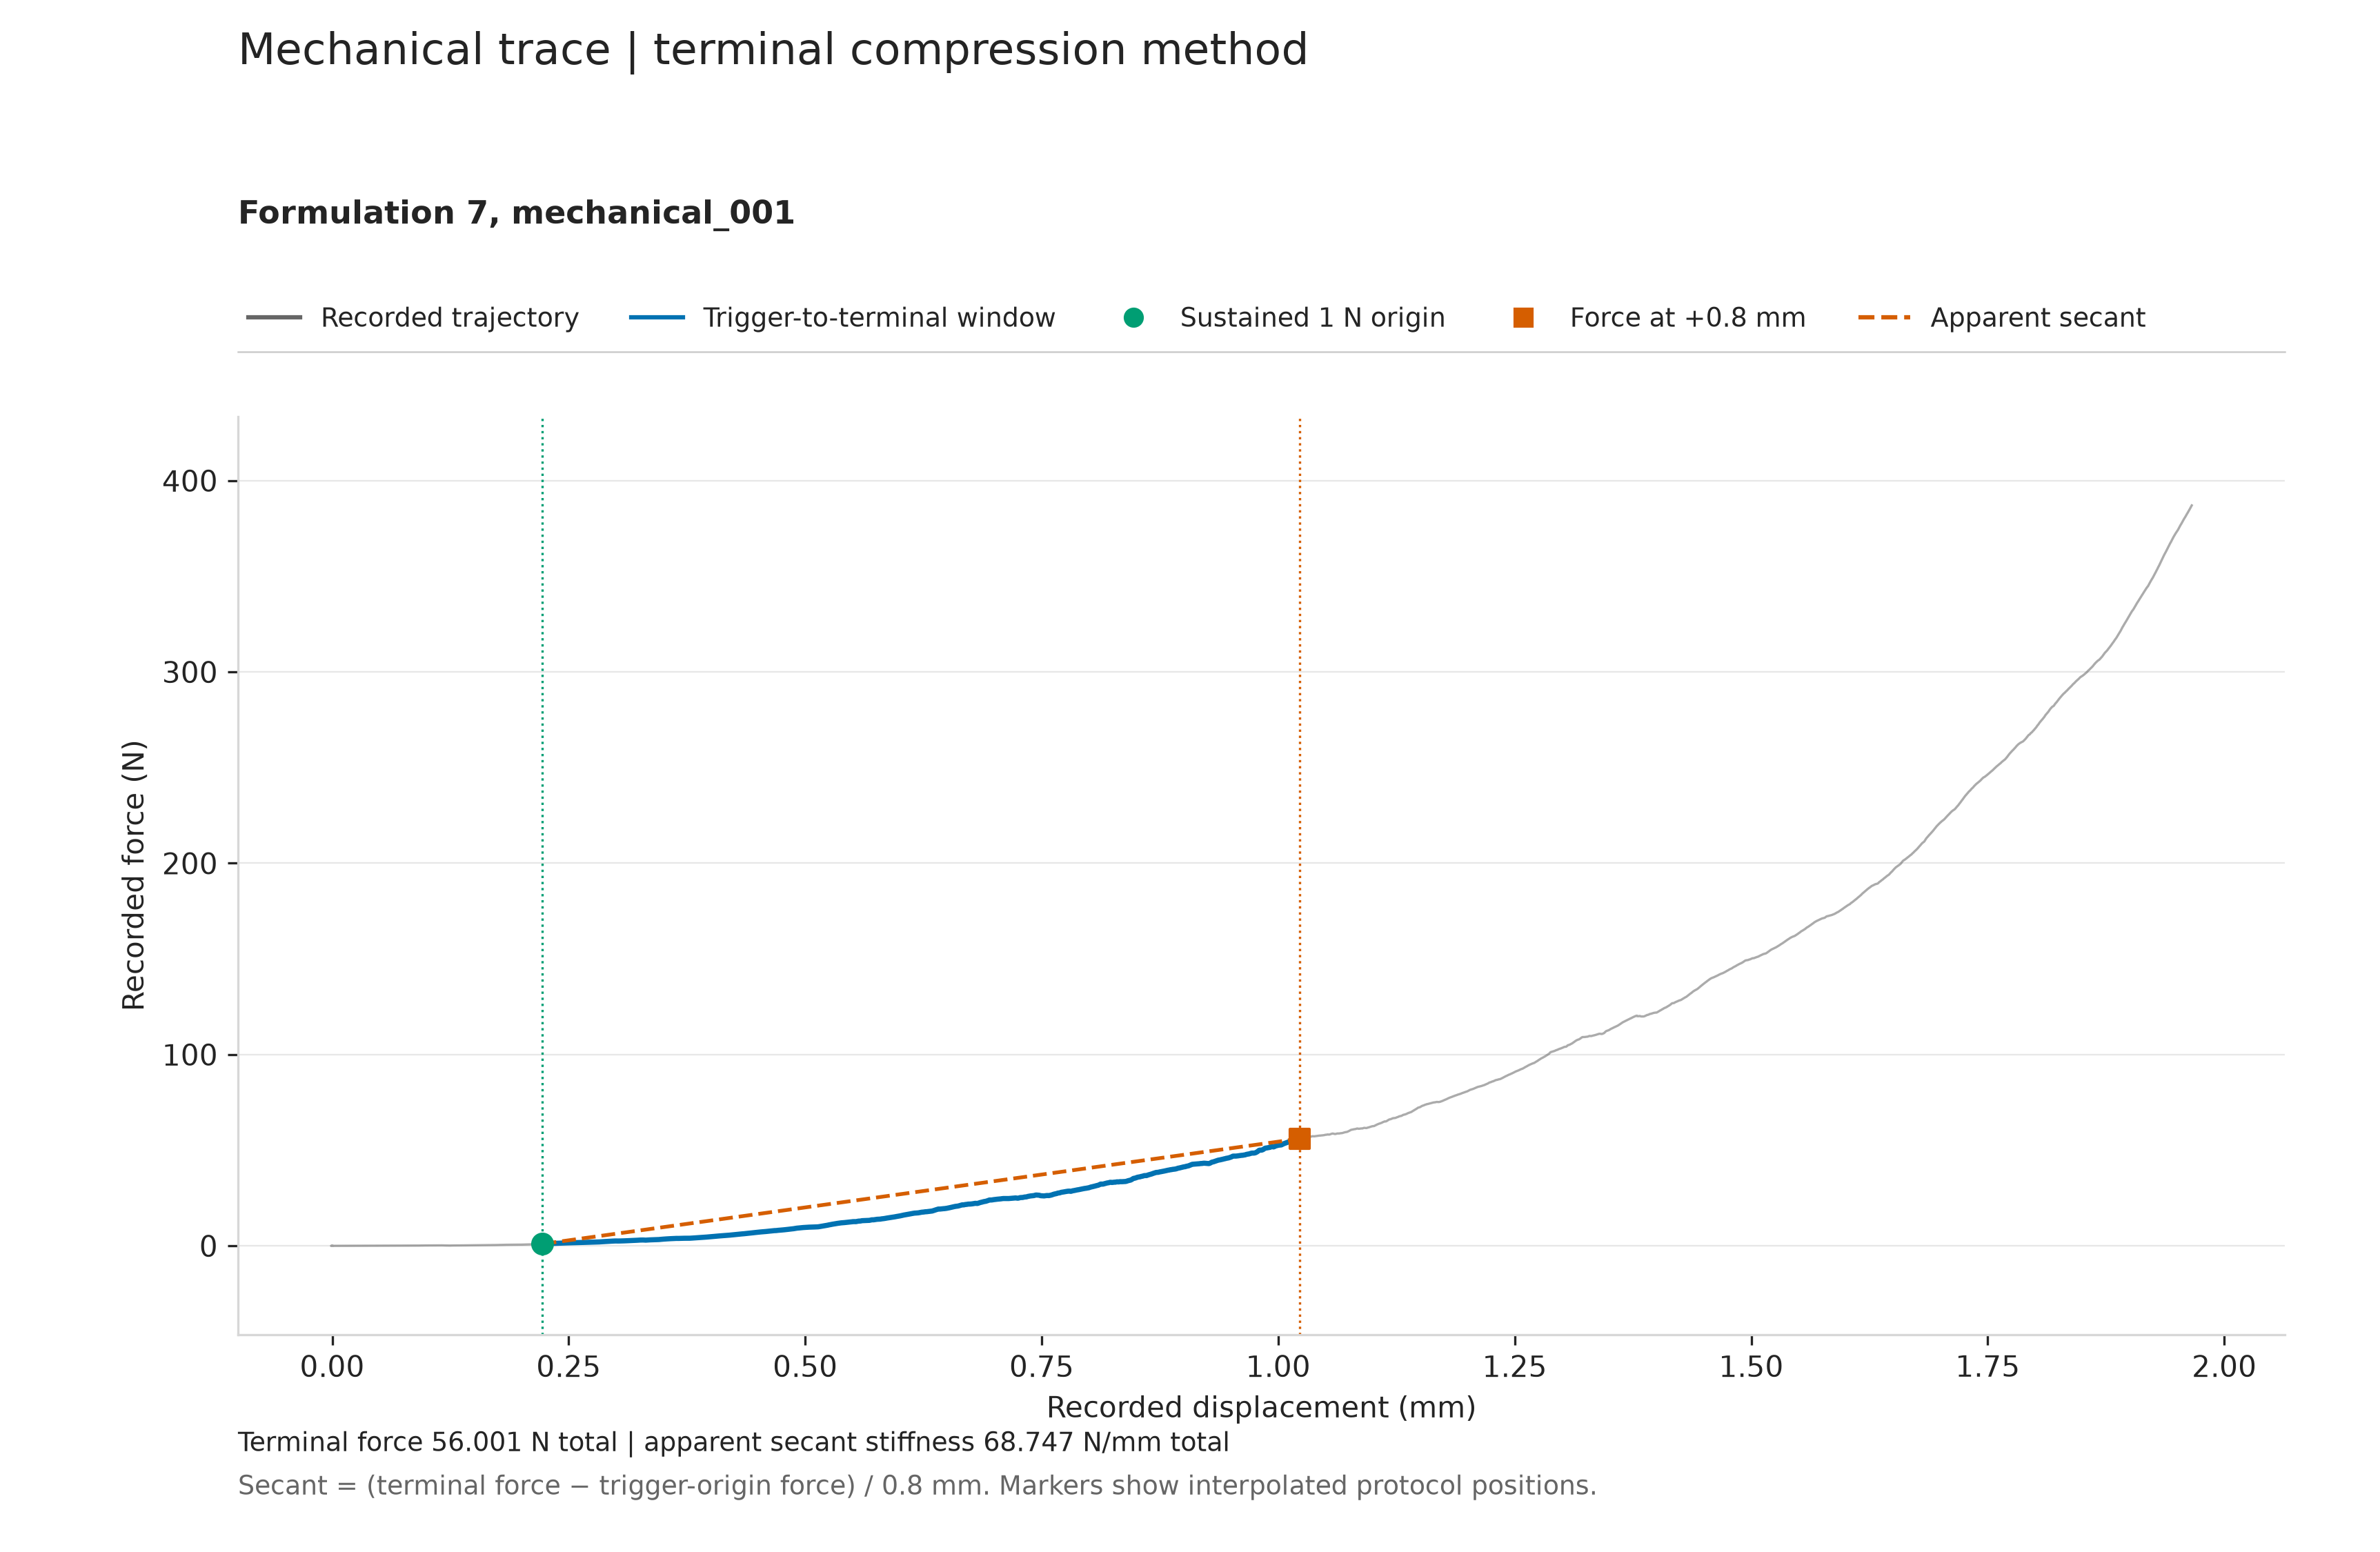 Mechanical trace | terminal compression method
Formulation 7, mechanical_001
Recorded trajectory
Trigger-to-terminal window
Sustained 1 N origin
Force at +0.8 mm
Apparent secant
Recorded force (N)
400
300
200
100
0
0.00 0.25 0.50 0.75 1.00 1.25 1.50 1.75 2.00
Recorded displacement (mm)
Terminal force 56.001 N total | apparent secant stiffness 68.747 N/mm total
Secant = (terminal force − trigger-origin force) / 0.8 mm. Markers show interpolated protocol positions.